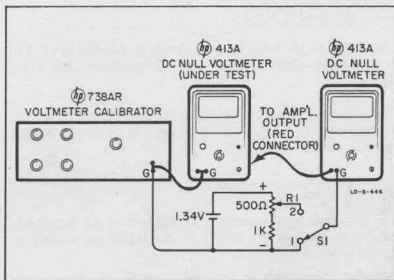 hp 413A
DC NULL VOLTMETER
(UNDER TEST)
hp 413A
DC NULL
VOLTMETER
hp 738AR
VOLTMETER CALIBRATOR
TO AMP'L.
OUTPUT
(RED
CONNECTOR)
G
G
G
LD-S-446
1.34V
+
500Ω
R1
2
1K
-
1
S1